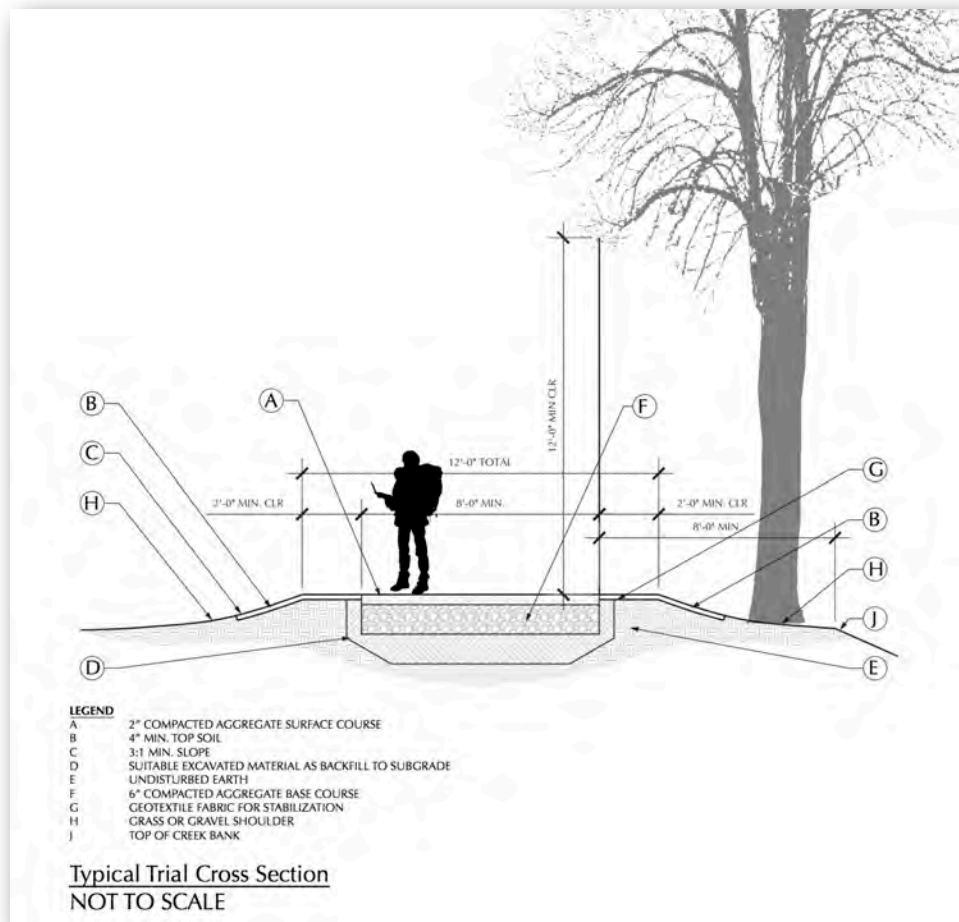 12'-0" MIN CLR
B
A
F
12'-0" TOTAL
C
G
H
2'-0" MIN. CLR
8'-0" MIN.
2'-0" MIN. CLR
B
8'-0" MIN.
H
J
D
E
LEGEND
A 2" COMPACTED AGGREGATE SURFACE COURSE
B 4" MIN. TOP SOIL
C 3:1 MIN. SLOPE
D SUITABLE EXCAVATED MATERIAL AS BACKFILL TO SUBGRADE
E UNDISTURBED EARTH
F 6" COMPACTED AGGREGATE BASE COURSE
G GEOTEXTILE FABRIC FOR STABILIZATION
H GRASS OR GRAVEL SHOULDER
J TOP OF CREEK BANK
Typical Trial Cross Section
NOT TO SCALE